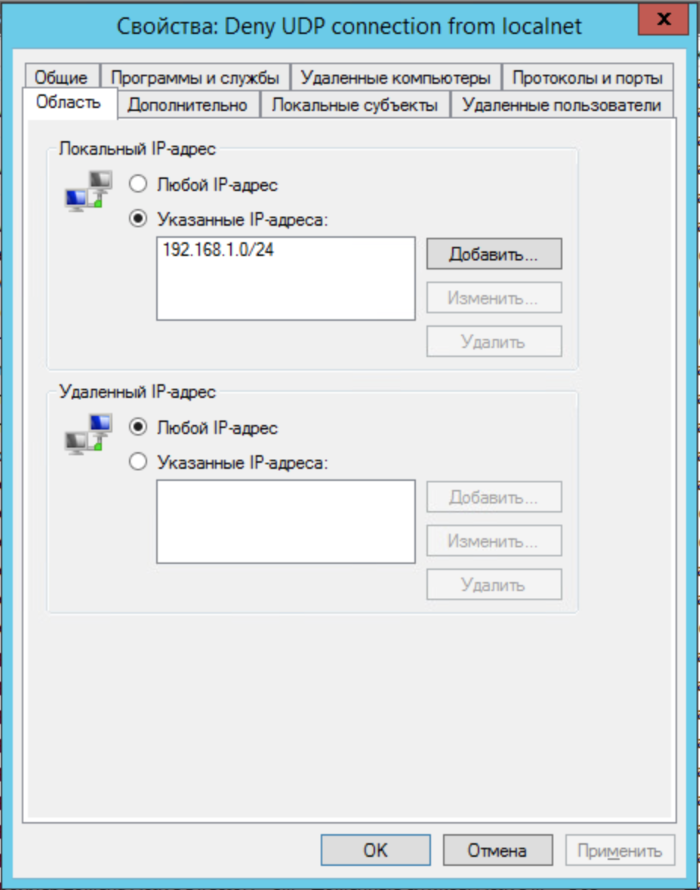 Свойства: Deny UDP connection from localnet
x
Общие Программы и службы Удаленные компьютеры Протоколы и порты
Область Дополнительно Локальные субъекты Удаленные пользователи
Локальный IP-адрес
Любой IP-адрес
Указанные IP-адреса:
192.168.1.0/24
Добавить...
Изменить...
Удалить
Удаленный IP-адрес
Любой IP-адрес
Указанные IP-адреса:
Добавить...
Изменить...
Удалить
OK Отмена Применить